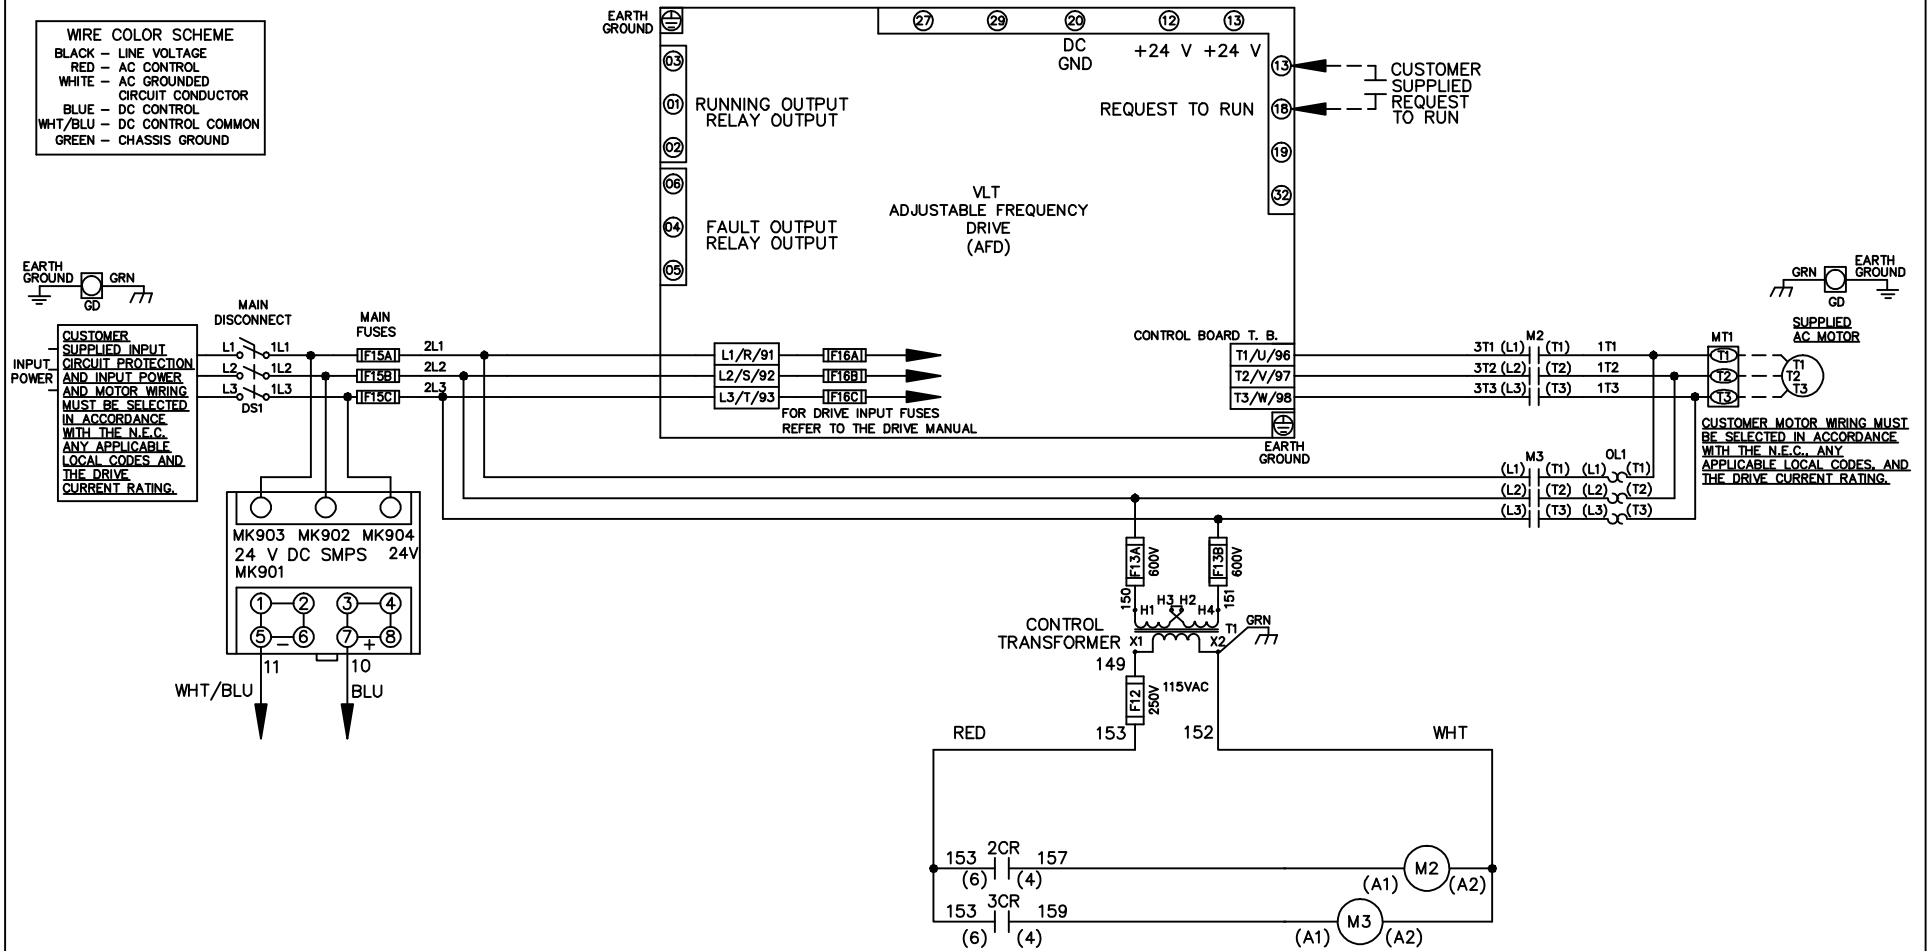 WIRE COLOR SCHEME
BLACK – LINE VOLTAGE
RED – AC CONTROL
WHITE – AC GROUNDED
CIRCUIT CONDUCTOR
BLUE – DC CONTROL
WHT/BLU – DC CONTROL COMMON
GREEN – CHASSIS GROUND
EARTH
GROUND
27 29 20 12 13
DC
GND
+24 V +24 V
03
01
02
RUNNING OUTPUT
RELAY OUTPUT
06
04
05
FAULT OUTPUT
RELAY OUTPUT
VLT
ADJUSTABLE FREQUENCY
DRIVE
(AFD)
REQUEST TO RUN
13
18
19
32
CUSTOMER
SUPPLIED
REQUEST
TO RUN
EARTH
GROUND
GRN
GD
INPUT
POWER
CUSTOMER
SUPPLIED INPUT
CIRCUIT PROTECTION
AND INPUT POWER
AND MOTOR WIRING
MUST BE SELECTED
IN ACCORDANCE
WITH THE N.E.C.
ANY APPLICABLE
LOCAL CODES AND
THE DRIVE
CURRENT RATING.
MAIN
DISCONNECT
L1 1L1
L2 1L2
L3 1L3
DS1
MAIN
FUSES
F15A 2L1
F15B 2L2
F15C 2L3
L1/R/91 F16A
L2/S/92 F16B
L3/T/93 F16C
FOR DRIVE INPUT FUSES
REFER TO THE DRIVE MANUAL
CONTROL BOARD T. B.
T1/U/96
T2/V/97
T3/W/98
EARTH
GROUND
M2
3T1 (L1) (T1) 1T1
3T2 (L2) (T2) 1T2
3T3 (L3) (T3) 1T3
MT1
T1
T2
T3
GRN
GD
EARTH
GROUND
SUPPLIED
AC MOTOR
T1
T2
T3
CUSTOMER MOTOR WIRING MUST
BE SELECTED IN ACCORDANCE
WITH THE N.E.C., ANY
APPLICABLE LOCAL CODES, AND
THE DRIVE CURRENT RATING.
M3 OL1
(L1) (T1) (L1) (T1)
(L2) (T2) (L2) (T2)
(L3) (T3) (L3) (T3)
MK903 MK902 MK904
24 V DC SMPS 24V
MK901
1 2 3 4
5 – 6 7 + 8
11 10
WHT/BLU BLU
F13A 600V F13B 600V
150 151
H1 H3 H2 H4
CONTROL
TRANSFORMER
X1 X2 T1 GRN
149
F12 250V 115VAC
RED 153 152 WHT
2CR
153 157
(6) (4)
M2
(A1) (A2)
3CR
153 159
(6) (4)
M3
(A1) (A2)